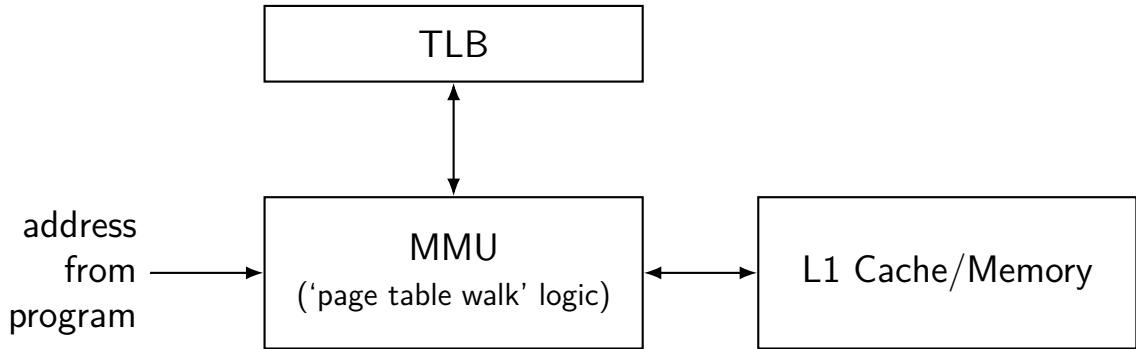 TLB
address
from
program
MMU
(‘page table walk’ logic)
L1 Cache/Memory